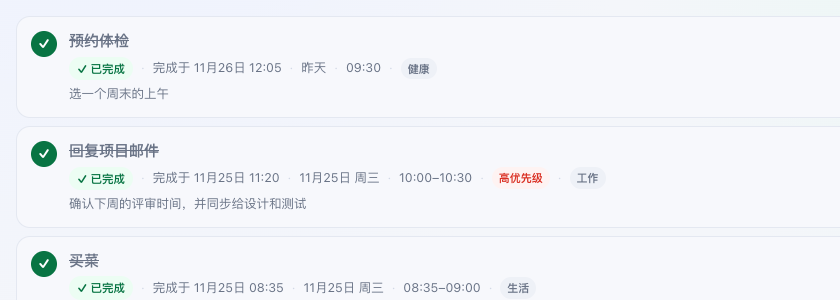 预约体检
已完成 · 完成于 11月26日 12:05 · 昨天 · 09:30 · 健康
选一个周末的上午
回复项目邮件
已完成 · 完成于 11月25日 11:20 · 11月25日 周三 · 10:00–10:30 · 高优先级 · 工作
确认下周的评审时间，并同步给设计和测试
买菜
已完成 · 完成于 11月25日 08:35 · 11月25日 周三 · 08:35–09:00 · 生活